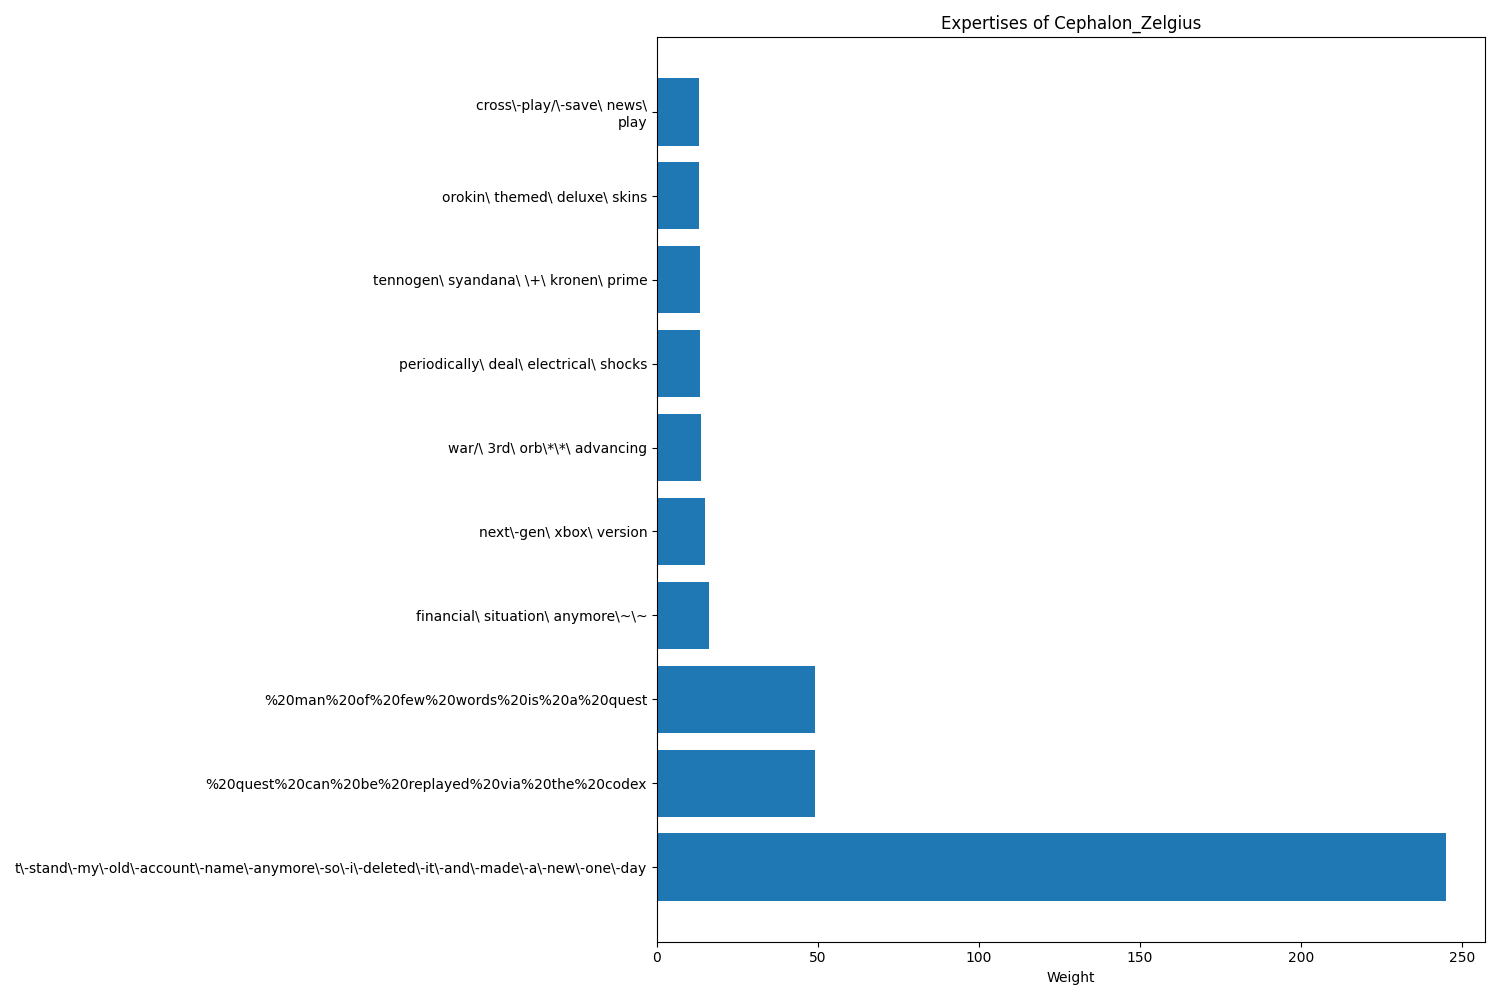 Expertises of Cephalon_Zelgius
cross\-play/\-save\ news\
play
orokin\ themed\ deluxe\ skins
tennogen\ syandana\ \+\ kronen\ prime
periodically\ deal\ electrical\ shocks
war/\ 3rd\ orb\*\*\ advancing
next\-gen\ xbox\ version
financial\ situation\ anymore\~\~
%20man%20of%20few%20words%20is%20a%20quest
%20quest%20can%20be%20replayed%20via%20the%20codex
t\-stand\-my\-old\-account\-name\-anymore\-so\-i\-deleted\-it\-and\-made\-a\-new\-one\-day
0 50 100 150 200 250
Weight